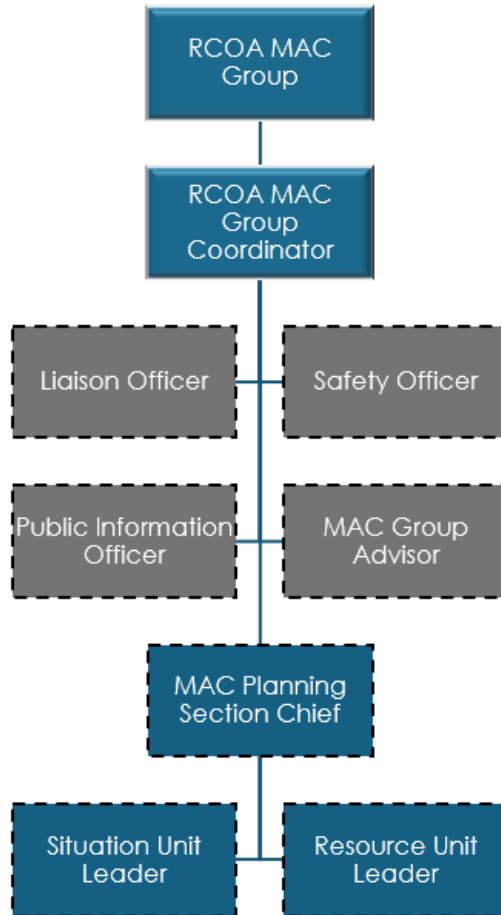 RCOA MAC
Group
RCOA MAC
Group
Coordinator
Liaison Officer
Safety Officer
Public Information
Officer
MAC Group
Advisor
MAC Planning
Section Chief
Situation Unit
Leader
Resource Unit
Leader